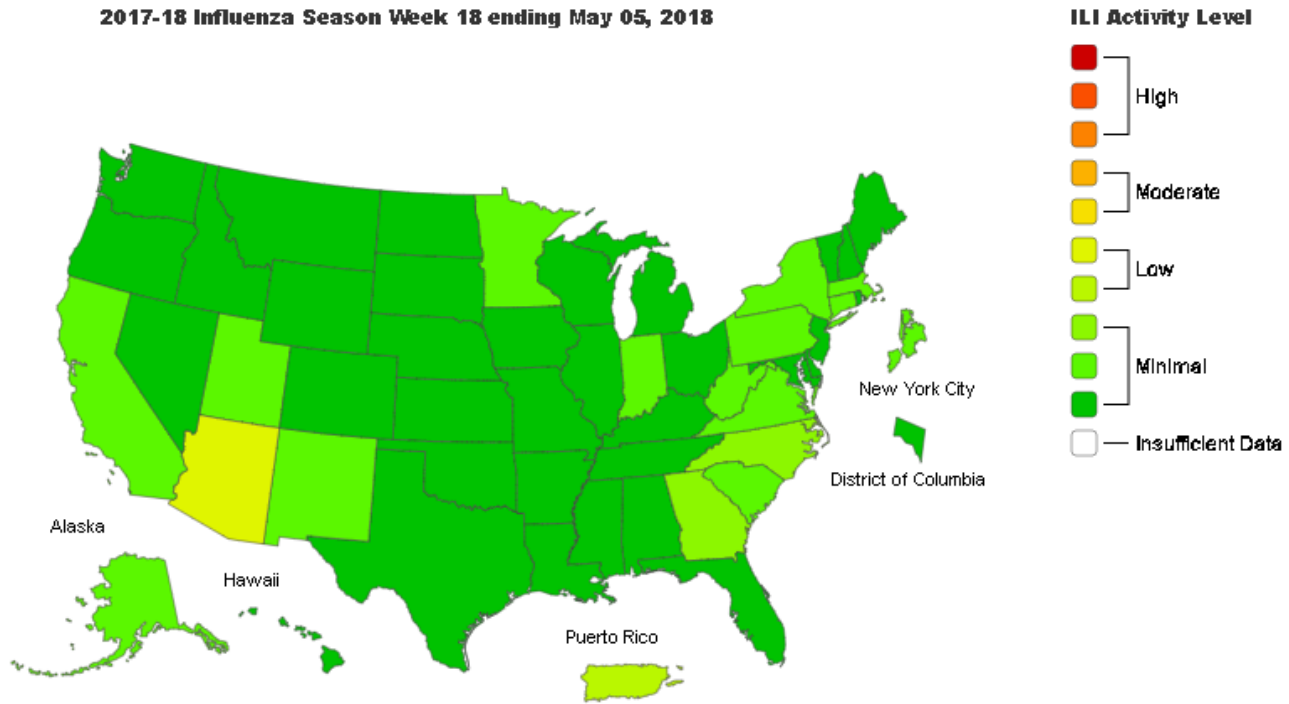 2017-18 Influenza Season Week 18 ending May 05, 2018
ILI Activity Level
High
Moderate
Low
Minimal
Insufficient Data
New York City
District of Columbia
Alaska
Hawaii
Puerto Rico